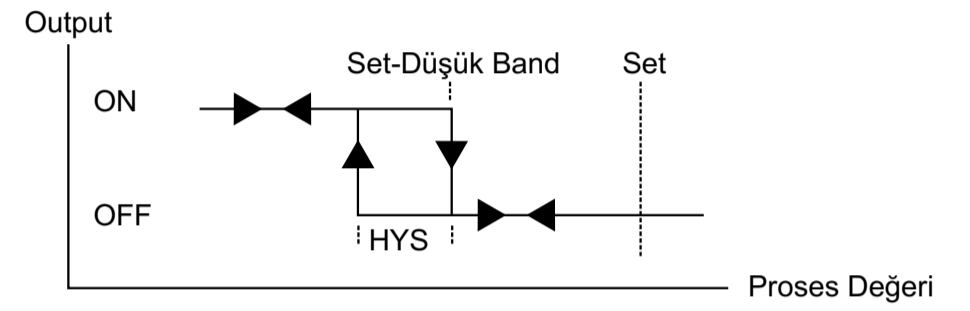 Output
Set-Düşük Band
Set
ON
OFF
HYS
Proses Değeri